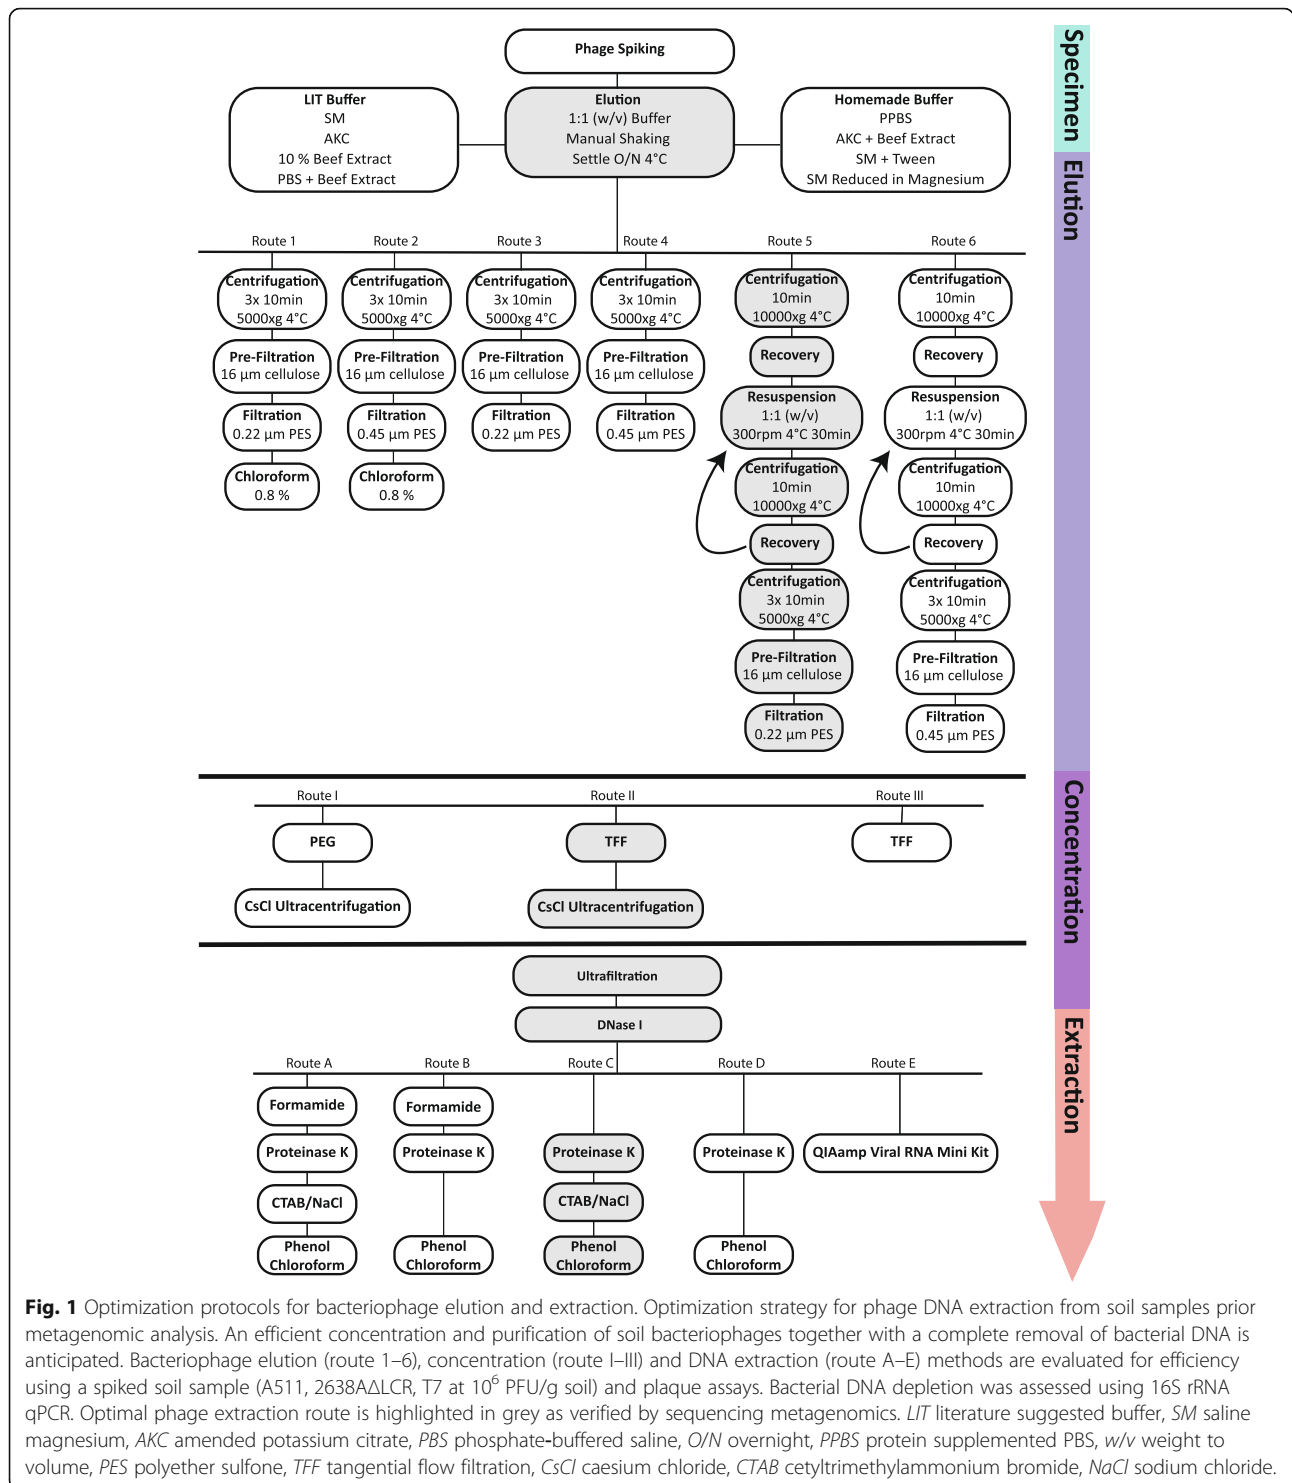 Phage Spiking
LIT Buffer
SM
AKC
10 % Beef Extract
PBS + Beef Extract
Elution
1:1 (w/v) Buffer
Manual Shaking
Settle O/N 4°C
Homemade Buffer
PPBS
AKC + Beef Extract
SM + Tween
SM Reduced in Magnesium
Specimen
Elution
Concentration
Extraction
Route 1
Centrifugation
3x 10min
5000xg 4°C
Pre-Filtration
16 µm cellulose
Filtration
0.22 µm PES
Chloroform
0.8 %
Route 2
Centrifugation
3x 10min
5000xg 4°C
Pre-Filtration
16 µm cellulose
Filtration
0.45 µm PES
Chloroform
0.8 %
Route 3
Centrifugation
3x 10min
5000xg 4°C
Pre-Filtration
16 µm cellulose
Filtration
0.22 µm PES
Route 4
Centrifugation
3x 10min
5000xg 4°C
Pre-Filtration
16 µm cellulose
Filtration
0.45 µm PES
Route 5
Centrifugation
10min
10000xg 4°C
Recovery
Resuspension
1:1 (w/v)
300rpm 4°C 30min
Centrifugation
10min
10000xg 4°C
Recovery
Centrifugation
3x 10min
5000xg 4°C
Pre-Filtration
16 µm cellulose
Filtration
0.22 µm PES
Route 6
Centrifugation
10min
10000xg 4°C
Recovery
Resuspension
1:1 (w/v)
300rpm 4°C 30min
Centrifugation
10min
10000xg 4°C
Recovery
Centrifugation
3x 10min
5000xg 4°C
Pre-Filtration
16 µm cellulose
Filtration
0.45 µm PES
Route I
PEG
CsCl Ultracentrifugation
Route II
TFF
CsCl Ultracentrifugation
Route III
TFF
Ultrafiltration
DNase I
Route A
Formamide
Proteinase K
CTAB/NaCl
Phenol
Chloroform
Route B
Formamide
Proteinase K
Phenol
Chloroform
Route C
Proteinase K
CTAB/NaCl
Phenol
Chloroform
Route D
Proteinase K
Phenol
Chloroform
Route E
QIAamp Viral RNA Mini Kit
Fig. 1 Optimization protocols for bacteriophage elution and extraction. Optimization strategy for phage DNA extraction from soil samples prior
metagenomic analysis. An efficient concentration and purification of soil bacteriophages together with a complete removal of bacterial DNA is
anticipated. Bacteriophage elution (route 1–6), concentration (route I–III) and DNA extraction (route A–E) methods are evaluated for efficiency
using a spiked soil sample (A511, 2638AΔLCR, T7 at 10⁶ PFU/g soil) and plaque assays. Bacterial DNA depletion was assessed using 16S rRNA
qPCR. Optimal phage extraction route is highlighted in grey as verified by sequencing metagenomics. LIT literature suggested buffer, SM saline
magnesium, AKC amended potassium citrate, PBS phosphate-buffered saline, O/N overnight, PPBS protein supplemented PBS, w/v weight to
volume, PES polyether sulfone, TFF tangential flow filtration, CsCl caesium chloride, CTAB cetyltrimethylammonium bromide, NaCl sodium chloride.